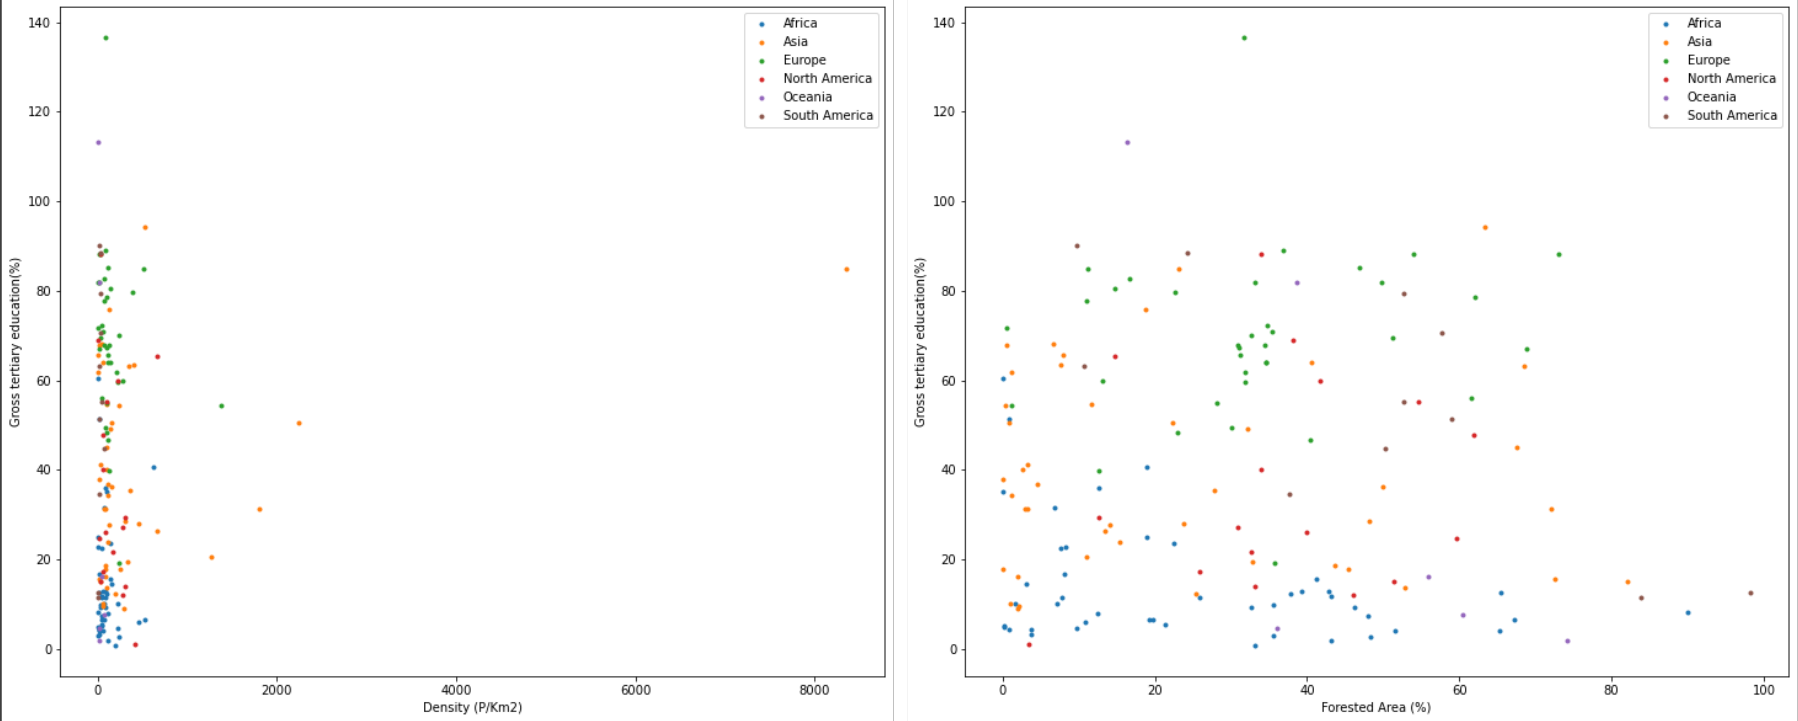 140
120
100
80
60
40
20
0
Gross tertiary education(%)
0 2000 4000 6000 8000
Density (P/Km2)
Africa
Asia
Europe
North America
Oceania
South America
140
120
100
80
60
40
20
0
Gross tertiary education(%)
0 20 40 60 80 100
Forested Area (%)
Africa
Asia
Europe
North America
Oceania
South America